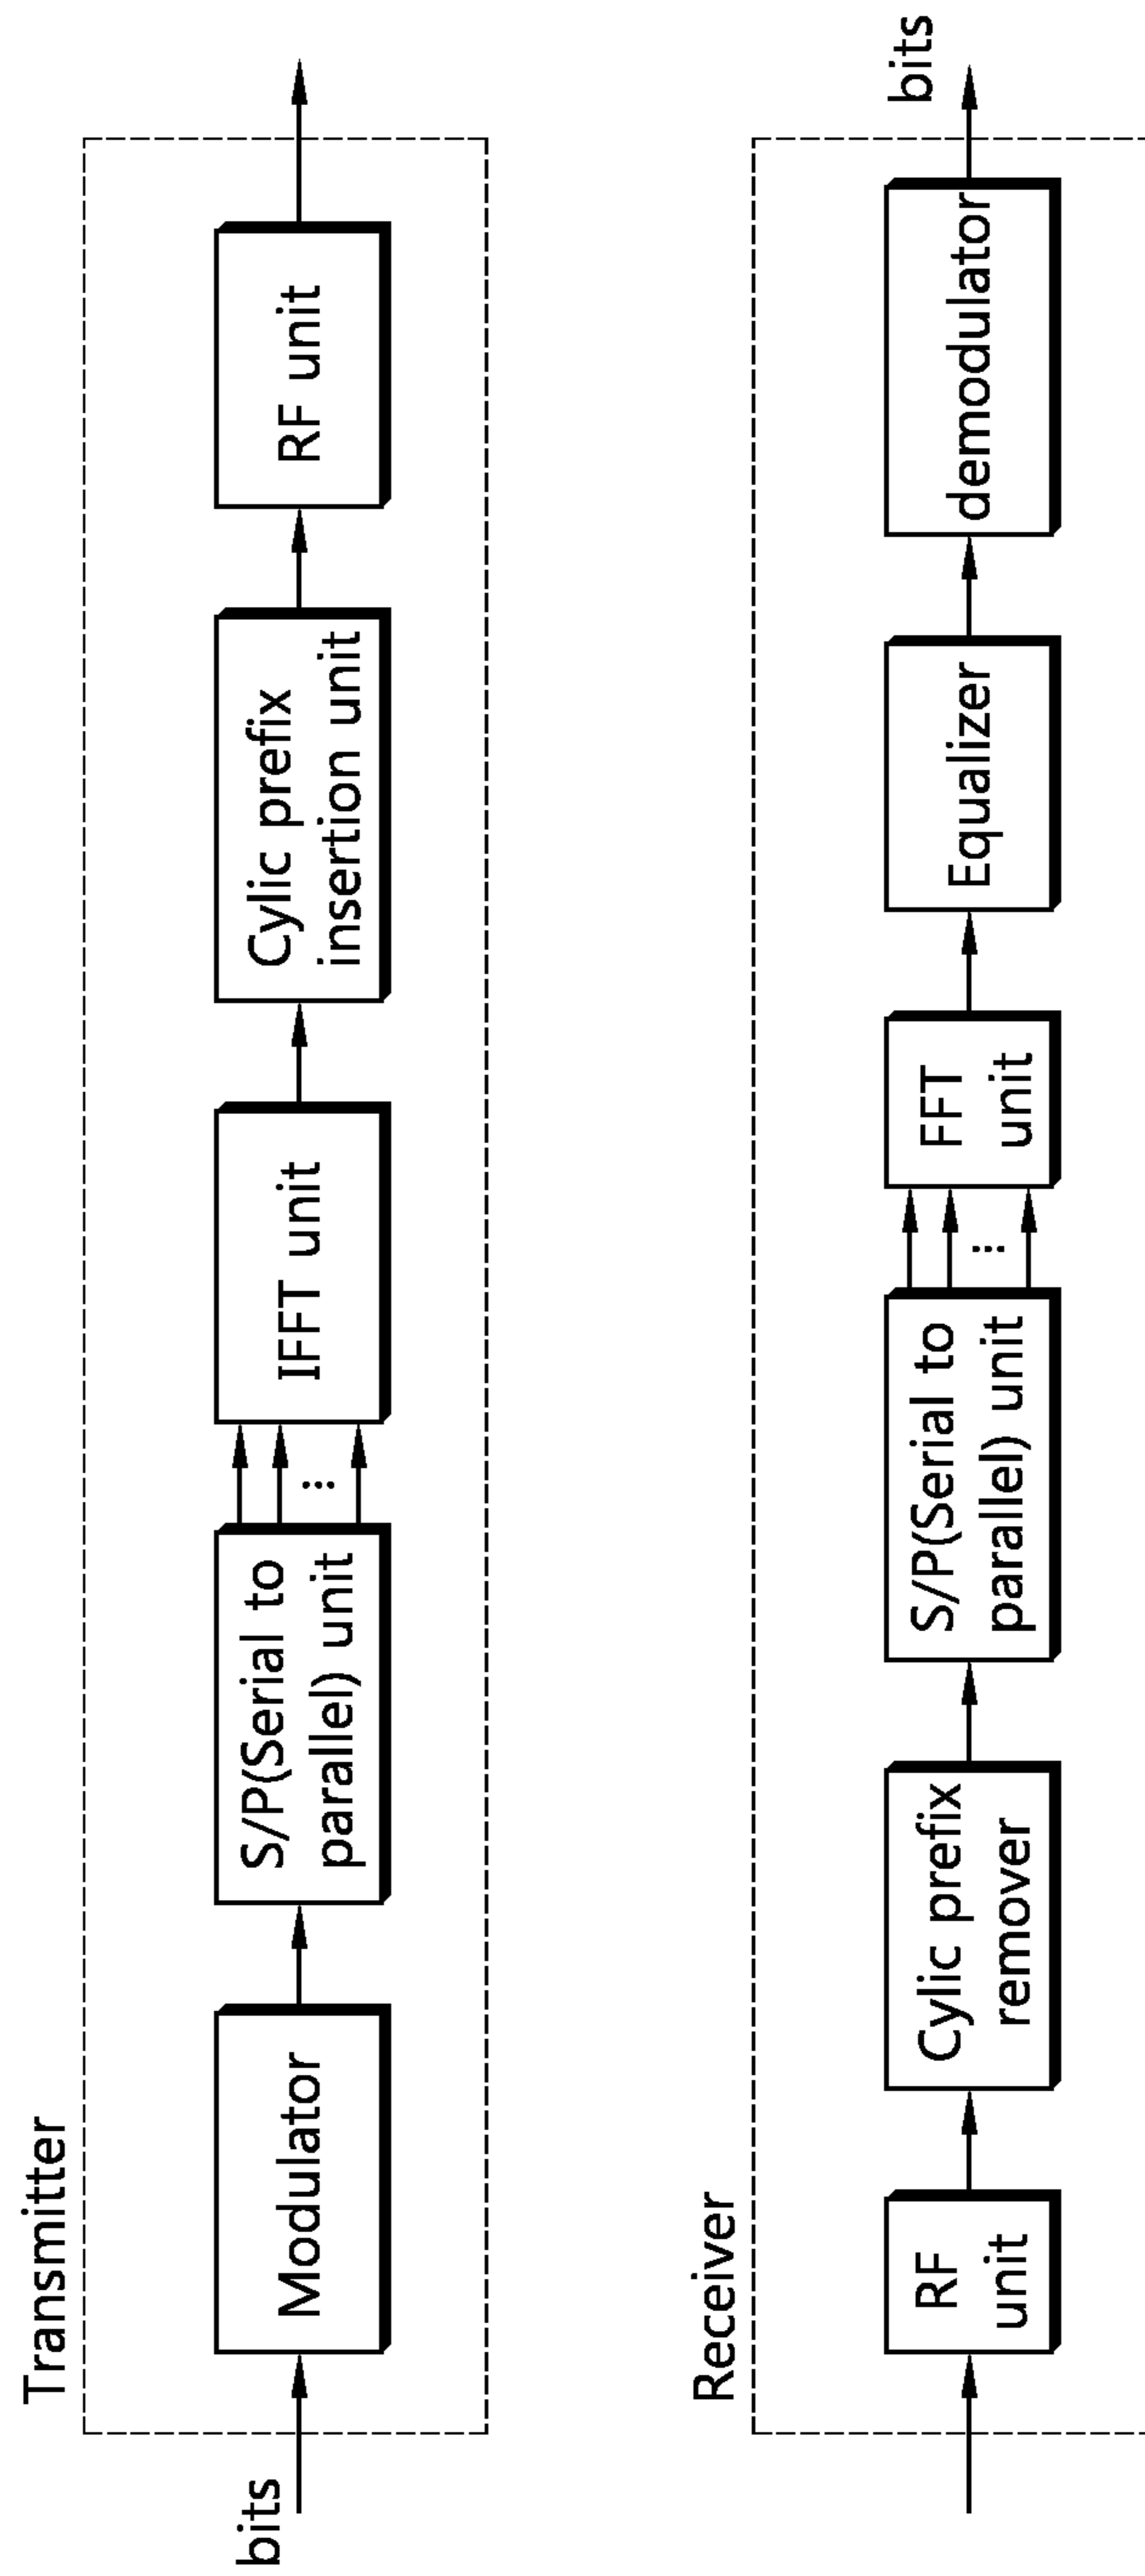 Transmitter
bits
Modulator
S/P(Serial to
parallel) unit
IFFT unit
Cylic prefix
insertion unit
RF unit
Receiver
RF
unit
Cylic prefix
remover
S/P(Serial to
parallel) unit
⋮
FFT
unit
Equalizer
demodulator
bits